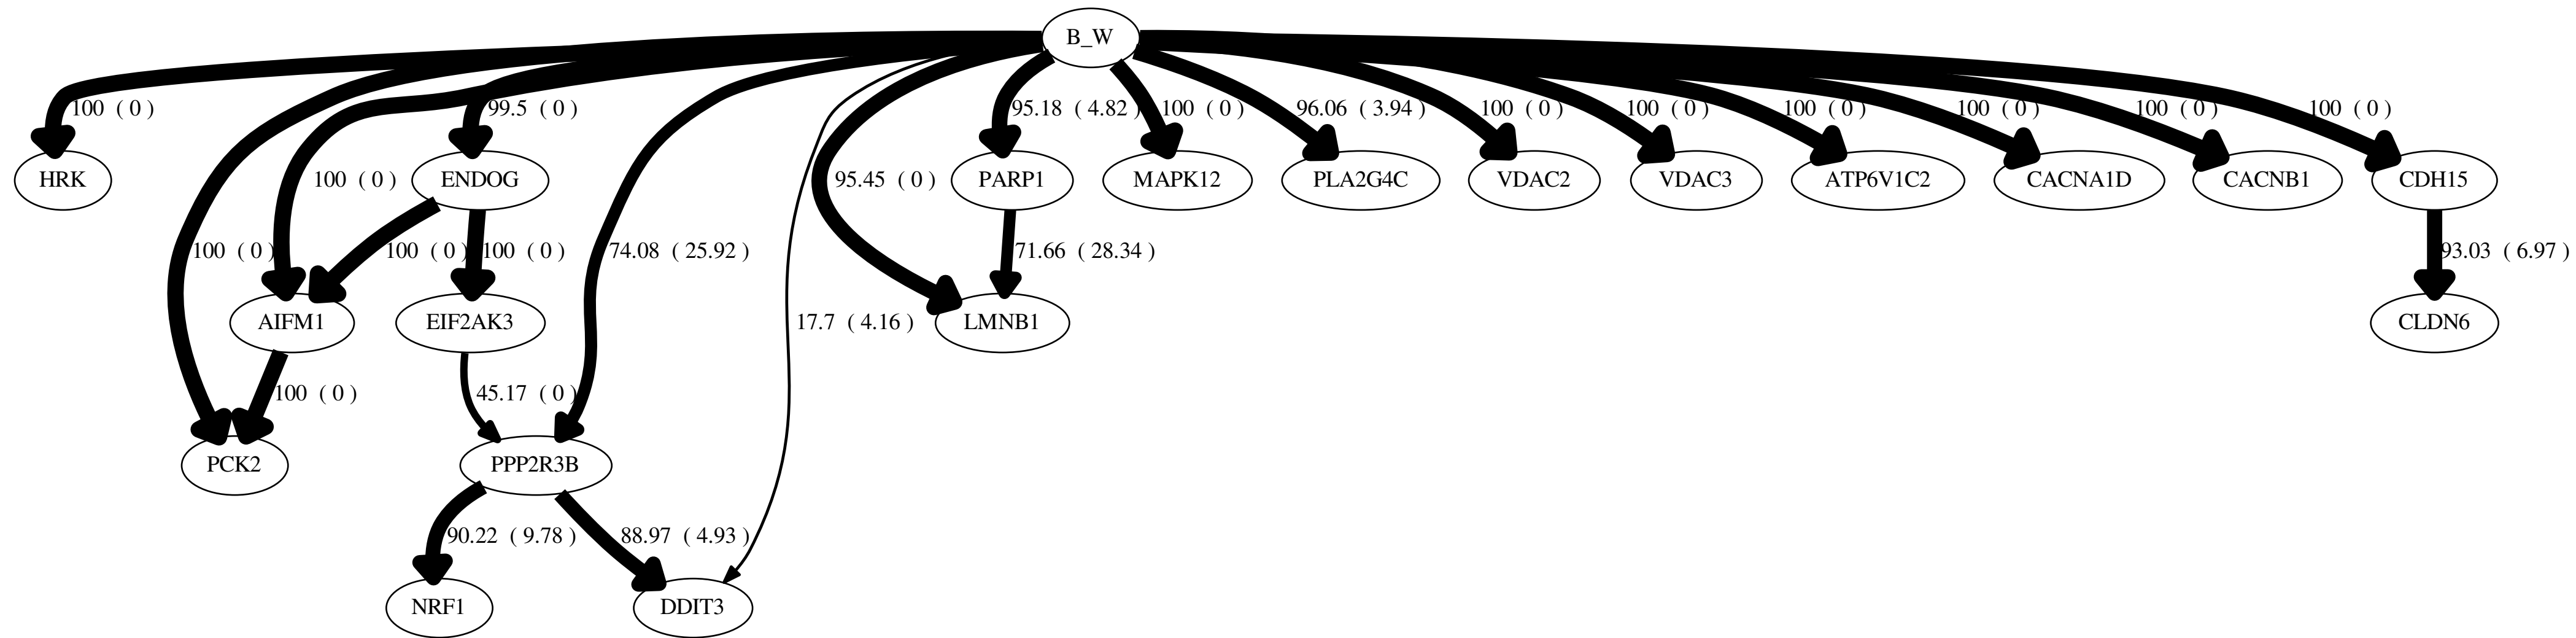 B_W
100 ( 0 )
99.5 ( 0 )
95.18 ( 4.82 )
100 ( 0 )
96.06 ( 3.94 )
100 ( 0 )
100 ( 0 )
100 ( 0 )
100 ( 0 )
100 ( 0 )
100 ( 0 )
HRK
100 ( 0 )
ENDOG
95.45 ( 0 )
PARP1
MAPK12
PLA2G4C
VDAC2
VDAC3
ATP6V1C2
CACNA1D
CACNB1
CDH15
100 ( 0 )
100 ( 0 )
100 ( 0 )
74.08 ( 25.92 )
71.66 ( 28.34 )
93.03 ( 6.97 )
AIFM1
EIF2AK3
17.7 ( 4.16 )
LMNB1
CLDN6
100 ( 0 )
45.17 ( 0 )
PCK2
PPP2R3B
90.22 ( 9.78 )
88.97 ( 4.93 )
NRF1
DDIT3